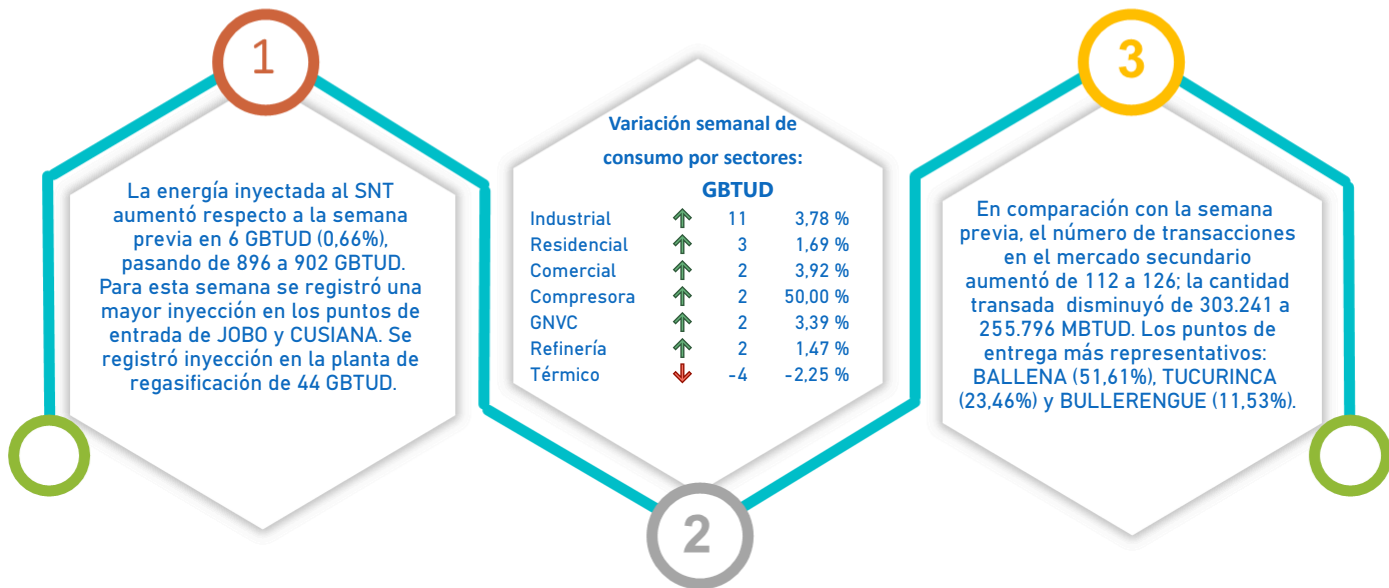 1
La energía inyectada al SNT
aumentó respecto a la semana
previa en 6 GBTUD (0,66%),
pasando de 896 a 902 GBTUD.
Para esta semana se registró una
mayor inyección en los puntos de
entrada de JOBO y CUSIANA. Se
registró inyección en la planta de
regasificación de 44 GBTUD.
Variación semanal de
consumo por sectores:
GBTUD
Industrial 11 3,78 %
Residencial 3 1,69 %
Comercial 2 3,92 %
Compresora 2 50,00 %
GNVC 2 3,39 %
Refinería 2 1,47 %
Térmico -4 -2,25 %
2
3
En comparación con la semana
previa, el número de transacciones
en el mercado secundario
aumentó de 112 a 126; la cantidad
transada disminuyó de 303.241 a
255.796 MBTUD. Los puntos de
entrega más representativos:
BALLENA (51,61%), TUCURINCA
(23,46%) y BULLERENGUE (11,53%).